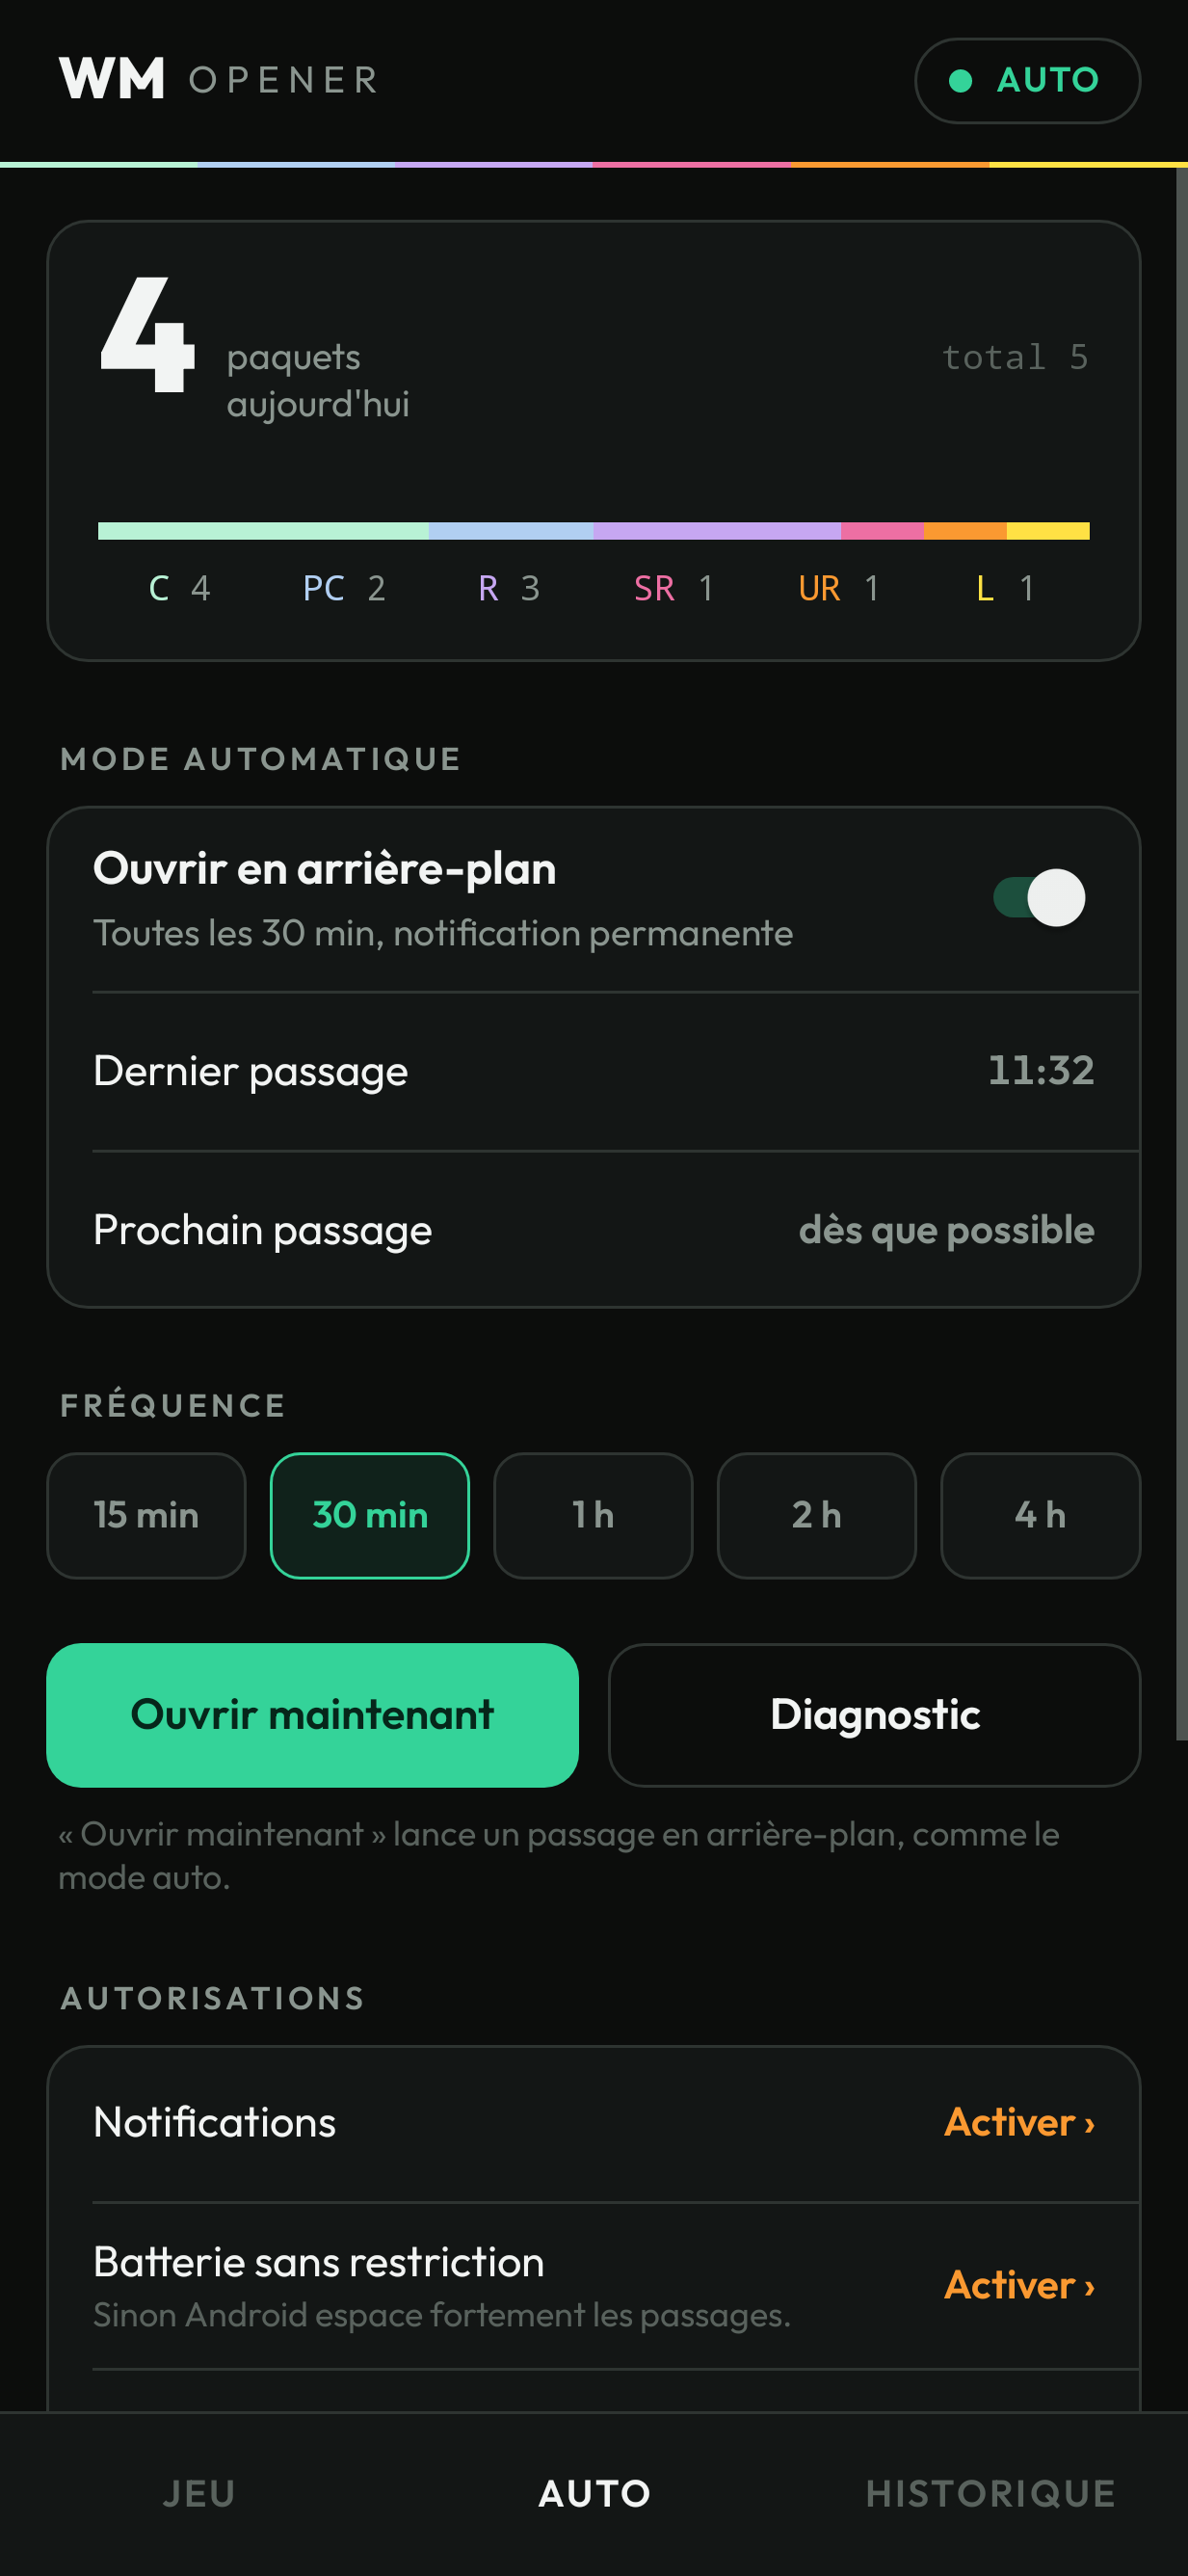 WM OPENER
AUTO
4 paquets
aujourd'hui
total 5
C 4 PC 2 R 3 SR 1 UR 1 L 1
MODE AUTOMATIQUE
Ouvrir en arrière-plan
Toutes les 30 min, notification permanente
Dernier passage 11:32
Prochain passage dès que possible
FRÉQUENCE
15 min 30 min 1 h 2 h 4 h
Ouvrir maintenant Diagnostic
« Ouvrir maintenant » lance un passage en arrière-plan, comme le
mode auto.
AUTORISATIONS
Notifications Activer ›
Batterie sans restriction Activer ›
Sinon Android espace fortement les passages.
JEU AUTO HISTORIQUE